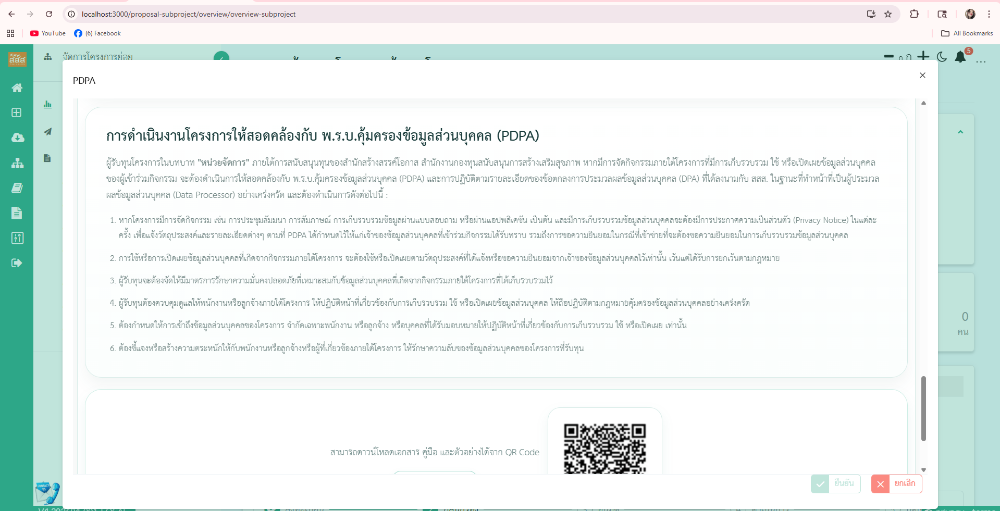 localhost:3000/proposal-subproject/overview/overview-subproject
YouTube
(6) Facebook
All Bookmarks
สสส
จัดการโครงการย่อย
ก ก
5
...
PDPA
การดำเนินงานโครงการให้สอดคล้องกับ พ.ร.บ.คุ้มครองข้อมูลส่วนบุคคล (PDPA)
ผู้รับทุนโครงการในบทบาท "หน่วยจัดการ" ภายใต้การสนับสนุนทุนของสำนักสร้างสรรค์โอกาส สำนักงานกองทุนสนับสนุนการสร้างเสริมสุขภาพ หากมีการจัดกิจกรรมภายใต้โครงการที่มีการเก็บรวบรวม ใช้ หรือเปิดเผยข้อมูลส่วนบุคคล
ของผู้เข้าร่วมกิจกรรม จะต้องดำเนินการให้สอดคล้องกับ พ.ร.บ.คุ้มครองข้อมูลส่วนบุคคล (PDPA) และการปฏิบัติตามรายละเอียดของข้อตกลงการประมวลผลข้อมูลส่วนบุคคล (DPA) ที่ได้ลงนามกับ สสส. ในฐานะที่ทำหน้าที่เป็นผู้ประมวล
ผลข้อมูลส่วนบุคคล (Data Processor) อย่างเคร่งครัด และต้องดำเนินการดังต่อไปนี้ :
1. หากโครงการมีการจัดกิจกรรม เช่น การประชุมสัมมนา การสัมภาษณ์ การเก็บรวบรวมข้อมูลผ่านแบบสอบถาม หรือผ่านแอปพลิเคชัน เป็นต้น และมีการเก็บรวบรวมข้อมูลส่วนบุคคลจะต้องมีการประกาศความเป็นส่วนตัว (Privacy Notice) ในแต่ละ
ครั้ง เพื่อแจ้งวัตถุประสงค์และรายละเอียดต่างๆ ตามที่ PDPA ได้กำหนดไว้ให้แก่เจ้าของข้อมูลส่วนบุคคลที่เข้าร่วมกิจกรรมได้รับทราบ รวมถึงการขอความยินยอมในกรณีที่เข้าข่ายที่จะต้องขอความยินยอมในการเก็บรวบรวมข้อมูลส่วนบุคคล
2. การใช้หรือการเปิดเผยข้อมูลส่วนบุคคลที่เกิดจากกิจกรรมภายใต้โครงการ จะต้องใช้หรือเปิดเผยตามวัตถุประสงค์ที่ได้แจ้งหรือขอความยินยอมจากเจ้าของข้อมูลส่วนบุคคลไว้เท่านั้น เว้นแต่ได้รับการยกเว้นตามกฎหมาย
3. ผู้รับทุนจะต้องจัดให้มีมาตรการรักษาความมั่นคงปลอดภัยที่เหมาะสมกับข้อมูลส่วนบุคคลที่เกิดจากกิจกรรมภายใต้โครงการที่ได้เก็บรวบรวมไว้
4. ผู้รับทุนต้องควบคุมดูแลให้พนักงานหรือลูกจ้างภายใต้โครงการ ให้ปฏิบัติหน้าที่เกี่ยวข้องกับการเก็บรวบรวม ใช้ หรือเปิดเผยข้อมูลส่วนบุคคล ให้ถือปฏิบัติตามกฎหมายคุ้มครองข้อมูลส่วนบุคคลอย่างเคร่งครัด
5. ต้องกำหนดให้การเข้าถึงข้อมูลส่วนบุคคลของโครงการ จำกัดเฉพาะพนักงาน หรือลูกจ้าง หรือบุคคลที่ได้รับมอบหมายให้ปฏิบัติหน้าที่เกี่ยวข้องกับการเก็บรวบรวม ใช้ หรือเปิดเผย เท่านั้น
6. ต้องชี้แจงหรือสร้างความตระหนักให้กับพนักงานหรือลูกจ้างหรือผู้ที่เกี่ยวข้องภายใต้โครงการ ให้รักษาความลับของข้อมูลส่วนบุคคลของโครงการที่รับทุน
0
คน
สามารถดาวน์โหลดเอกสาร คู่มือ และตัวอย่างได้จาก QR Code
ยืนยัน
ยกเลิก
CONTACT US